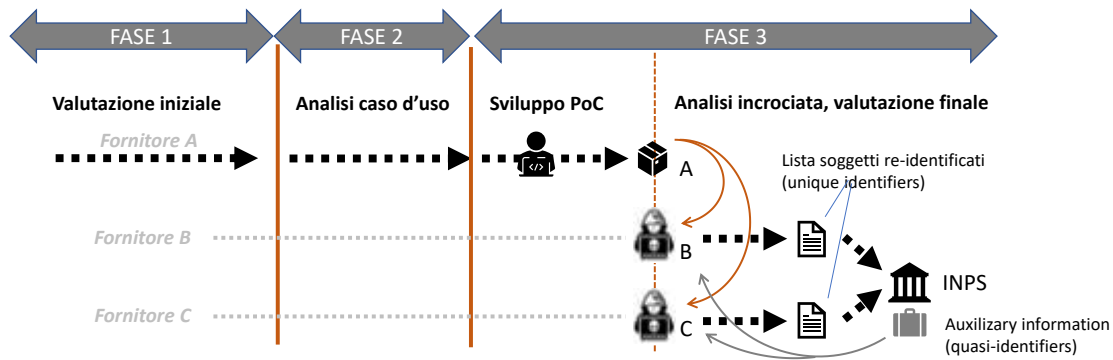 FASE 1
FASE 2
FASE 3
Valutazione iniziale
Analisi caso d'uso
Sviluppo PoC
Analisi incrociata, valutazione finale
Fornitore A
A
Lista soggetti re-identificati
(unique identifiers)
Fornitore B
B
INPS
Fornitore C
C
Auxilizary information
(quasi-identifiers)